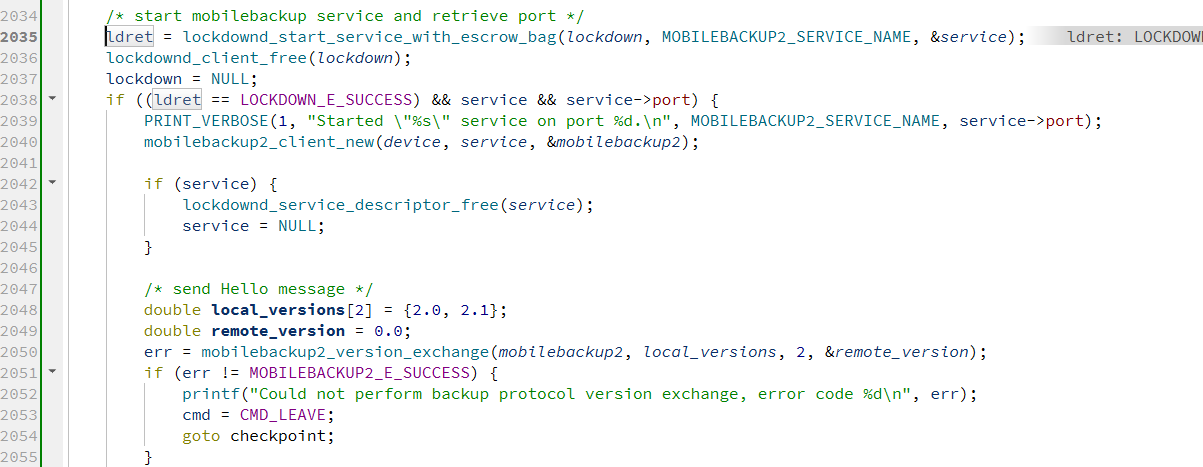 2034 /* start mobilebackup service and retrieve port */
2035 ldret = lockdownd_start_service_with_escrow_bag(lockdown, MOBILEBACKUP2_SERVICE_NAME, &service); ldret: LOCKDOW
2036 lockdownd_client_free(lockdown);
2037 lockdown = NULL;
2038 if ((ldret == LOCKDOWN_E_SUCCESS) && service && service->port) {
2039 PRINT_VERBOSE(1, "Started \"%s\" service on port %d.\n", MOBILEBACKUP2_SERVICE_NAME, service->port);
2040 mobilebackup2_client_new(device, service, &mobilebackup2);
2041
2042 if (service) {
2043 lockdownd_service_descriptor_free(service);
2044 service = NULL;
2045 }
2046
2047 /* send Hello message */
2048 double local_versions[2] = {2.0, 2.1};
2049 double remote_version = 0.0;
2050 err = mobilebackup2_version_exchange(mobilebackup2, local_versions, 2, &remote_version);
2051 if (err != MOBILEBACKUP2_E_SUCCESS) {
2052 printf("Could not perform backup protocol version exchange, error code %d\n", err);
2053 cmd = CMD_LEAVE;
2054 goto checkpoint;
2055 }